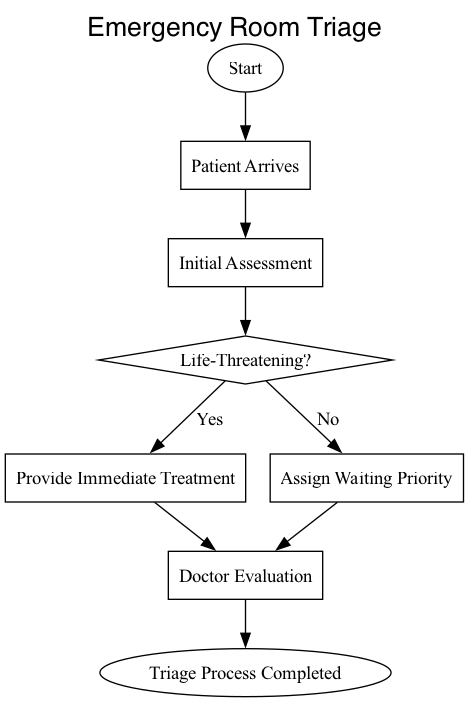 Emergency Room Triage
Start
Patient Arrives
Initial Assessment
Life-Threatening?
Yes
No
Provide Immediate Treatment
Assign Waiting Priority
Doctor Evaluation
Triage Process Completed